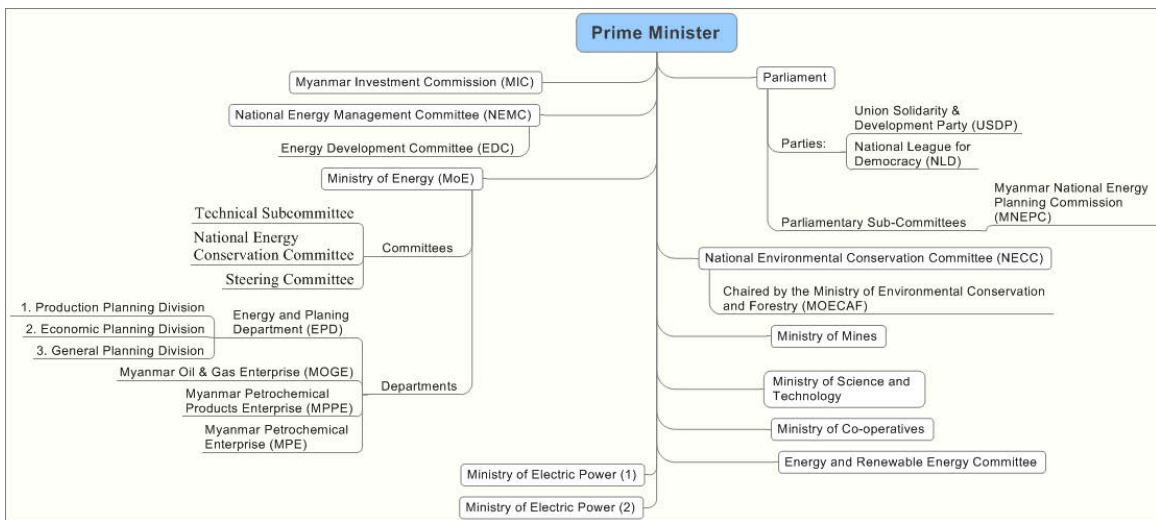 Prime Minister
Myanmar Investment Commission (MIC)
National Energy Management Committee (NEMC)
Energy Development Committee (EDC)
Ministry of Energy (MoE)
Technical Subcommittee
National Energy
Conservation Committee
Steering Committee
Committees
1. Production Planning Division
2. Economic Planning Division
3. General Planning Division
Energy and Planing
Department (EPD)
Myanmar Oil & Gas Enterprise (MOGE)
Myanmar Petrochemical
Products Enterprise (MPPE)
Myanmar Petrochemical
Enterprise (MPE)
Departments
Ministry of Electric Power (1)
Ministry of Electric Power (2)
Parliament
Parties:
Union Solidarity &
Development Party (USDP)
National League for
Democracy (NLD)
Parliamentary Sub-Committees
Myanmar National Energy
Planning Commission
(MNEPC)
National Environmental Conservation Committee (NECC)
Chaired by the Ministry of Environmental Conservation
and Forestry (MOECAF)
Ministry of Mines
Ministry of Science and
Technology
Ministry of Co-operatives
Energy and Renewable Energy Committee